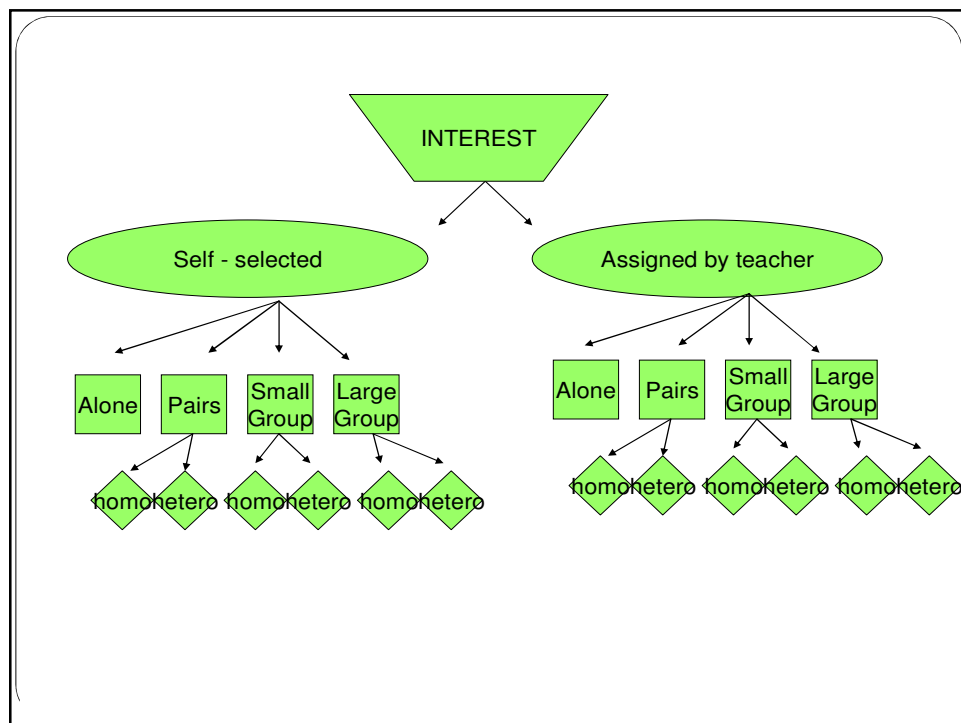 INTEREST
Self - selected
Assigned by teacher
Alone
Pairs
Small
Group
Large
Group
homo
hetero
homo
hetero
homo
hetero
Alone
Pairs
Small
Group
Large
Group
homo
hetero
homo
hetero
homo
hetero